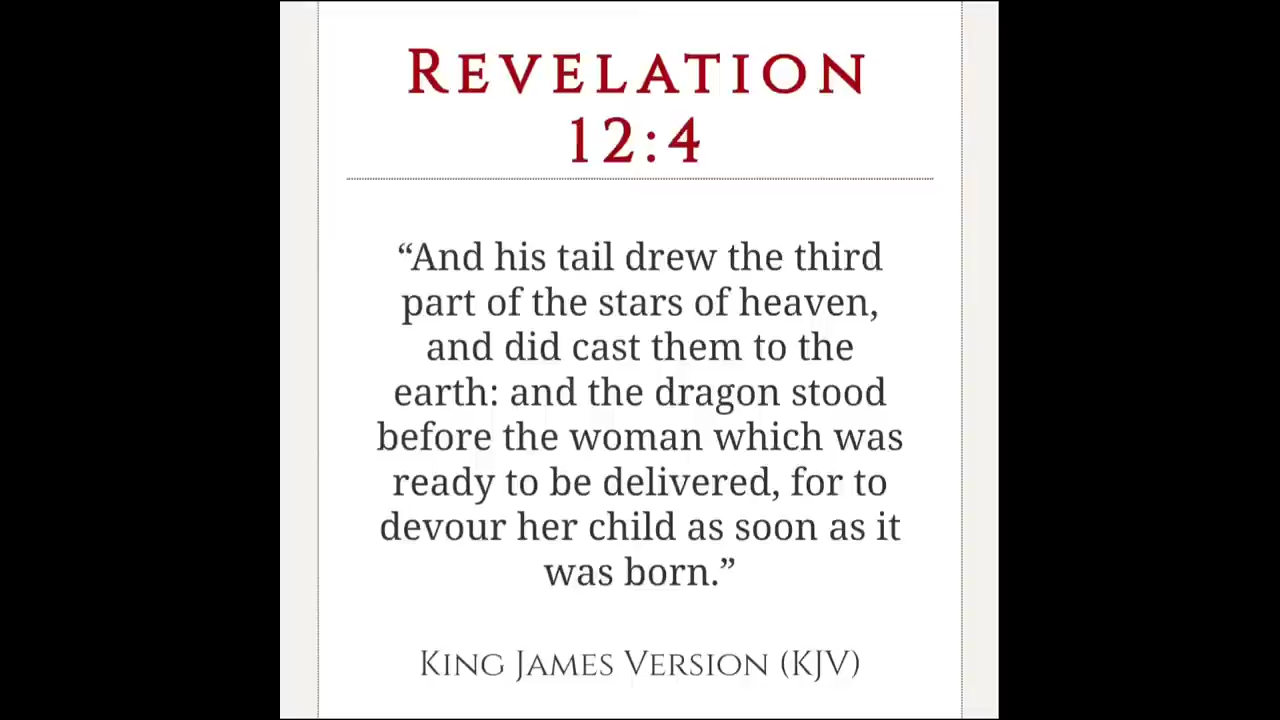 REVELATION
12:4
“And his tail drew the third
part of the stars of heaven,
and did cast them to the
earth: and the dragon stood
before the woman which was
ready to be delivered, for to
devour her child as soon as it
was born.”
KING JAMES VERSION (KJV)